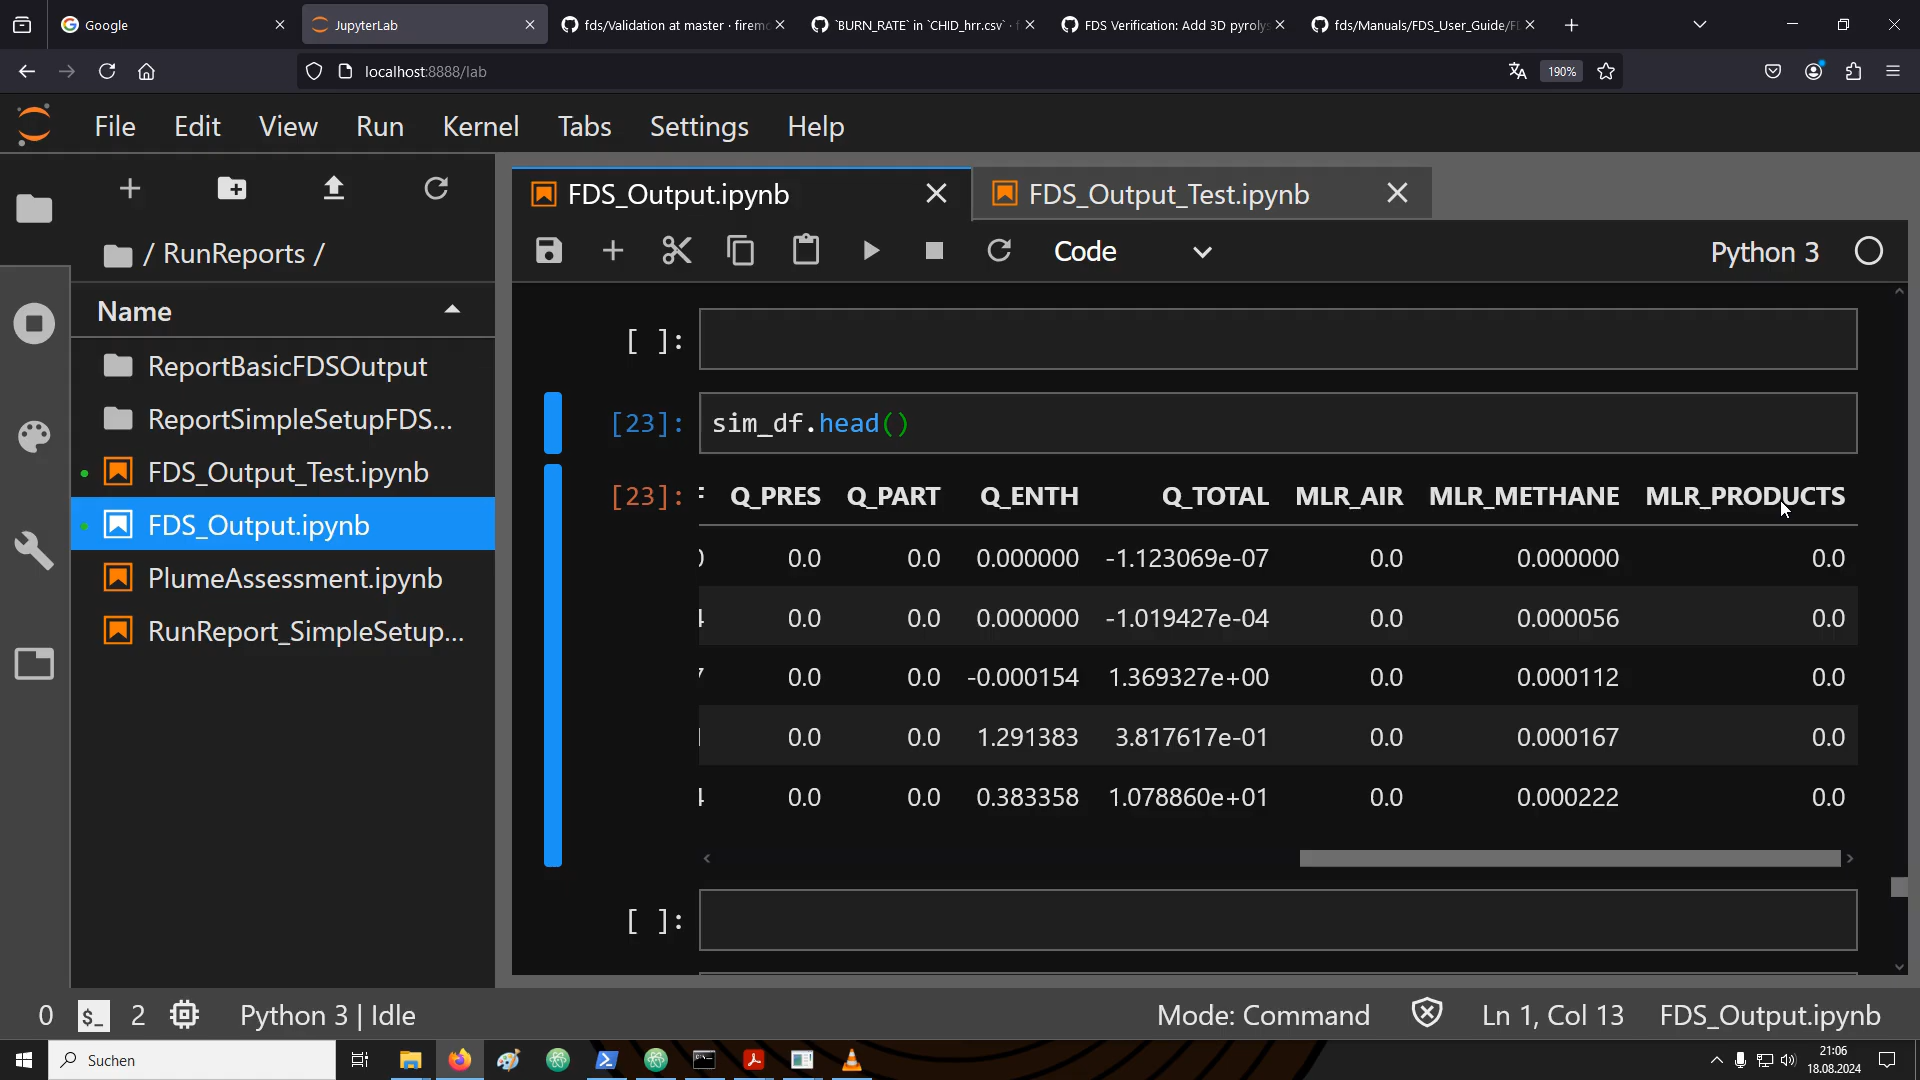 Google
JupyterLab
fds/Validation at master · firemo
`BURN_RATE` in `CHID_hrr.csv` ·
FDS Verification: Add 3D pyrolys
fds/Manuals/FDS_User_Guide/F
localhost:8888/lab
190%
File Edit View Run Kernel Tabs Settings Help
/ RunReports /
Name
ReportBasicFDSOutput
ReportSimpleSetupFDS...
FDS_Output_Test.ipynb
FDS_Output.ipynb
PlumeAssessment.ipynb
RunReport_SimpleSetup...
FDS_Output.ipynb
FDS_Output_Test.ipynb
Code
Python 3
[ ]:
[23]: sim_df.head()
[23]: Q_PRES Q_PART Q_ENTH Q_TOTAL MLR_AIR MLR_METHANE MLR_PRODUCTS
0.0 0.0 0.000000 -1.123069e-07 0.0 0.000000 0.0
0.0 0.0 0.000000 -1.019427e-04 0.0 0.000056 0.0
0.0 0.0 -0.000154 1.369327e+00 0.0 0.000112 0.0
0.0 0.0 1.291383 3.817617e-01 0.0 0.000167 0.0
0.0 0.0 0.383358 1.078860e+01 0.0 0.000222 0.0
[ ]:
0 $_ 2 Python 3 | Idle Mode: Command Ln 1, Col 13 FDS_Output.ipynb
Suchen
21:06
18.08.2024